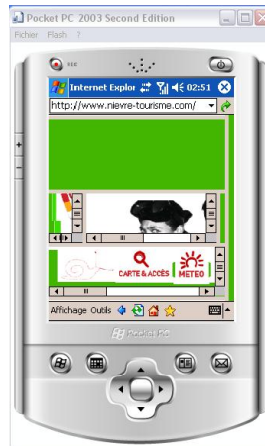 Pocket PC 2003 Second Edition
Fichier Flash ?
Internet Explor 02:51
http://www.nievre-tourisme.com/
CARTE & ACCÈS METEO
Affichage Outils
Pocket PC